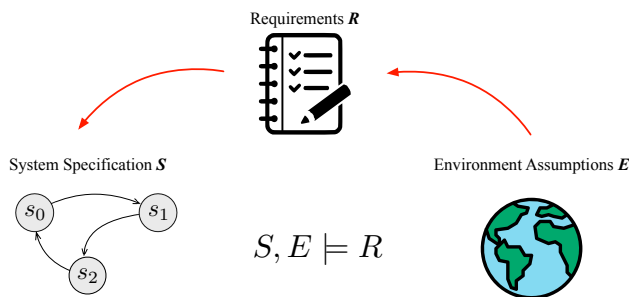 Requirements R
System Specification S
Environment Assumptions E
s₀
s₁
s₂
S, E ⊨ R